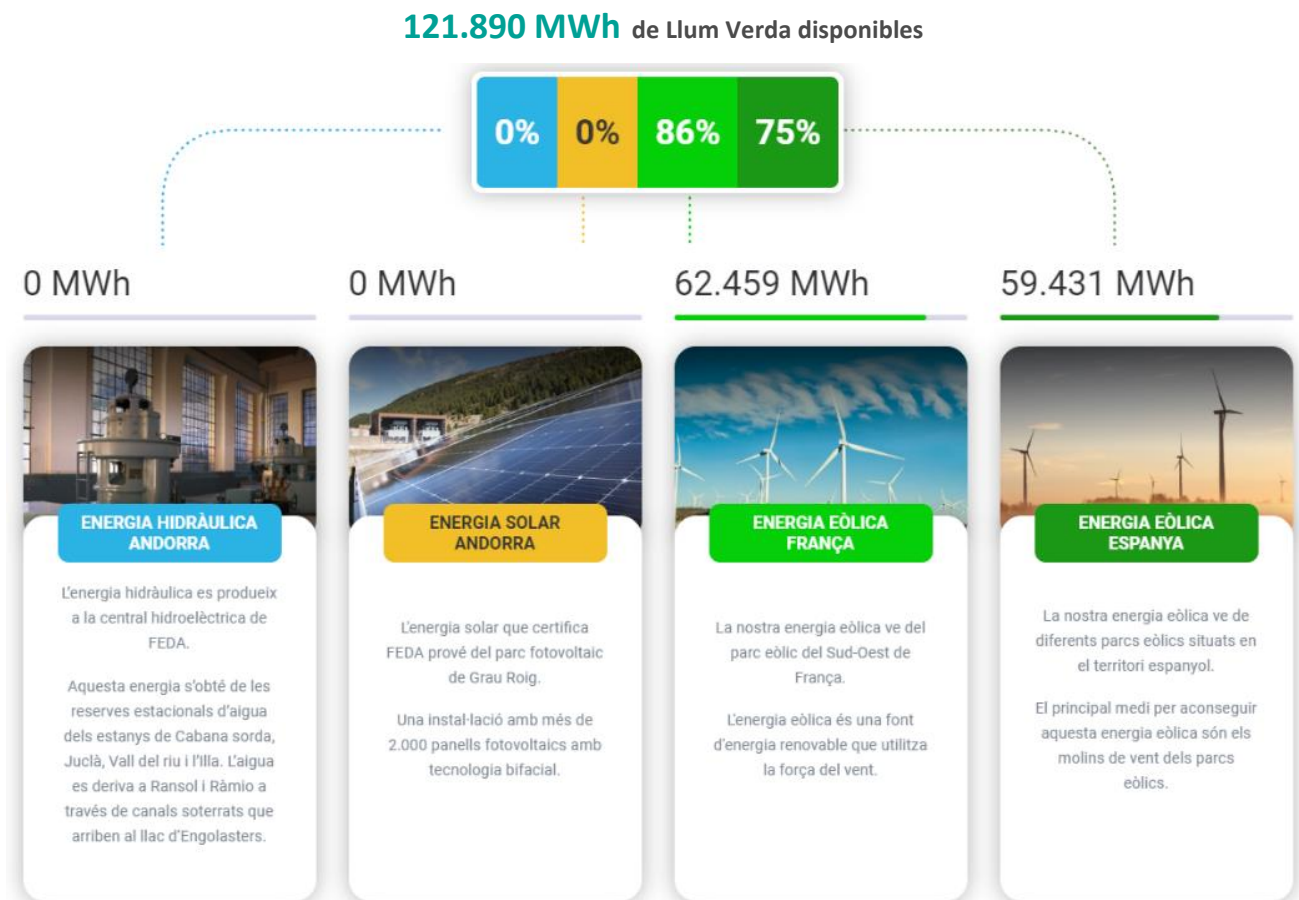 121.890 MWh de Llum Verda disponibles
0% 0% 86% 75%
0 MWh
0 MWh
62.459 MWh
59.431 MWh
ENERGIA HIDRÀULICA
ANDORRA
L'energia hidràulica es produeix
a la central hidroelèctrica de
FEDA.
Aquesta energia s'obté de les
reserves estacionals d'aigua
dels estanys de Cabana sorda,
Juclà, Vall del riu i l'Illa. L'aigua
es deriva a Ransol i Ràmio a
través de canals soterrats que
arriben al llac d'Engolasters.
ENERGIA SOLAR
ANDORRA
L'energia solar que certifica
FEDA prové del parc fotovoltaic
de Grau Roig.
Una instal·lació amb més de
2.000 panells fotovoltaics amb
tecnologia bifacial.
ENERGIA EÒLICA
FRANÇA
La nostra energia eòlica ve del
parc eòlic del Sud-Oest de
França.
L'energia eòlica és una font
d'energia renovable que utilitza
la força del vent.
ENERGIA EÒLICA
ESPANYA
La nostra energia eòlica ve de
diferents parcs eòlics situats en
el territori espanyol.
El principal medi per aconseguir
aquesta energia eòlica són els
molins de vent dels parcs
eòlics.